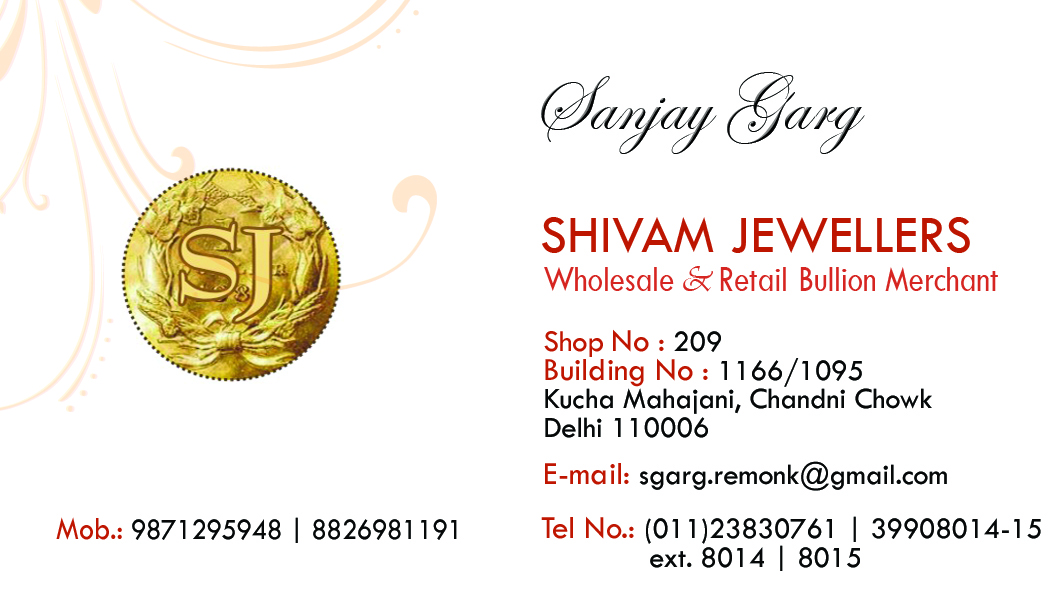 Sanjay Garg
SJ
SHIVAM JEWELLERS
Wholesale & Retail Bullion Merchant
Shop No : 209
Building No : 1166/1095
Kucha Mahajani, Chandni Chowk
Delhi 110006
E-mail: sgarg.remonk@gmail.com
Mob.: 9871295948 | 8826981191
Tel No.: (011)23830761 | 39908014-15
ext. 8014 | 8015